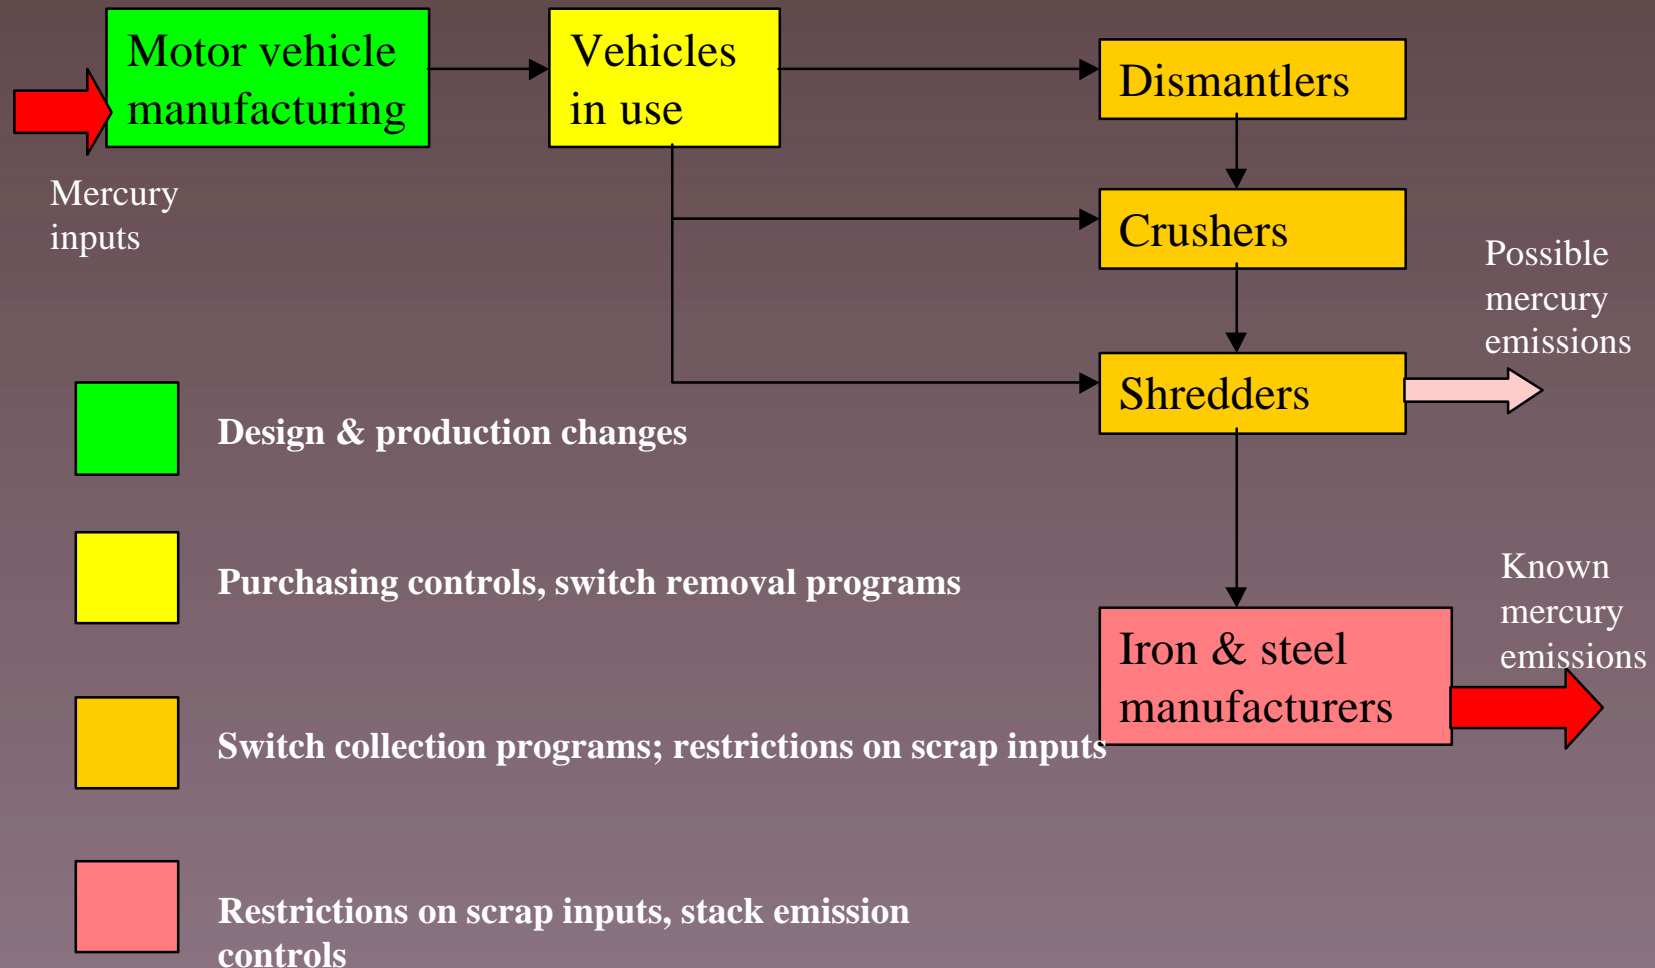 Motor vehicle
manufacturing
Vehicles
in use
Dismantlers
Mercury
inputs
Crushers
Possible
mercury
emissions
Shredders
Design & production changes
Purchasing controls, switch removal programs
Known
mercury
emissions
Iron & steel
manufacturers
Switch collection programs; restrictions on scrap inputs
Restrictions on scrap inputs, stack emission
controls